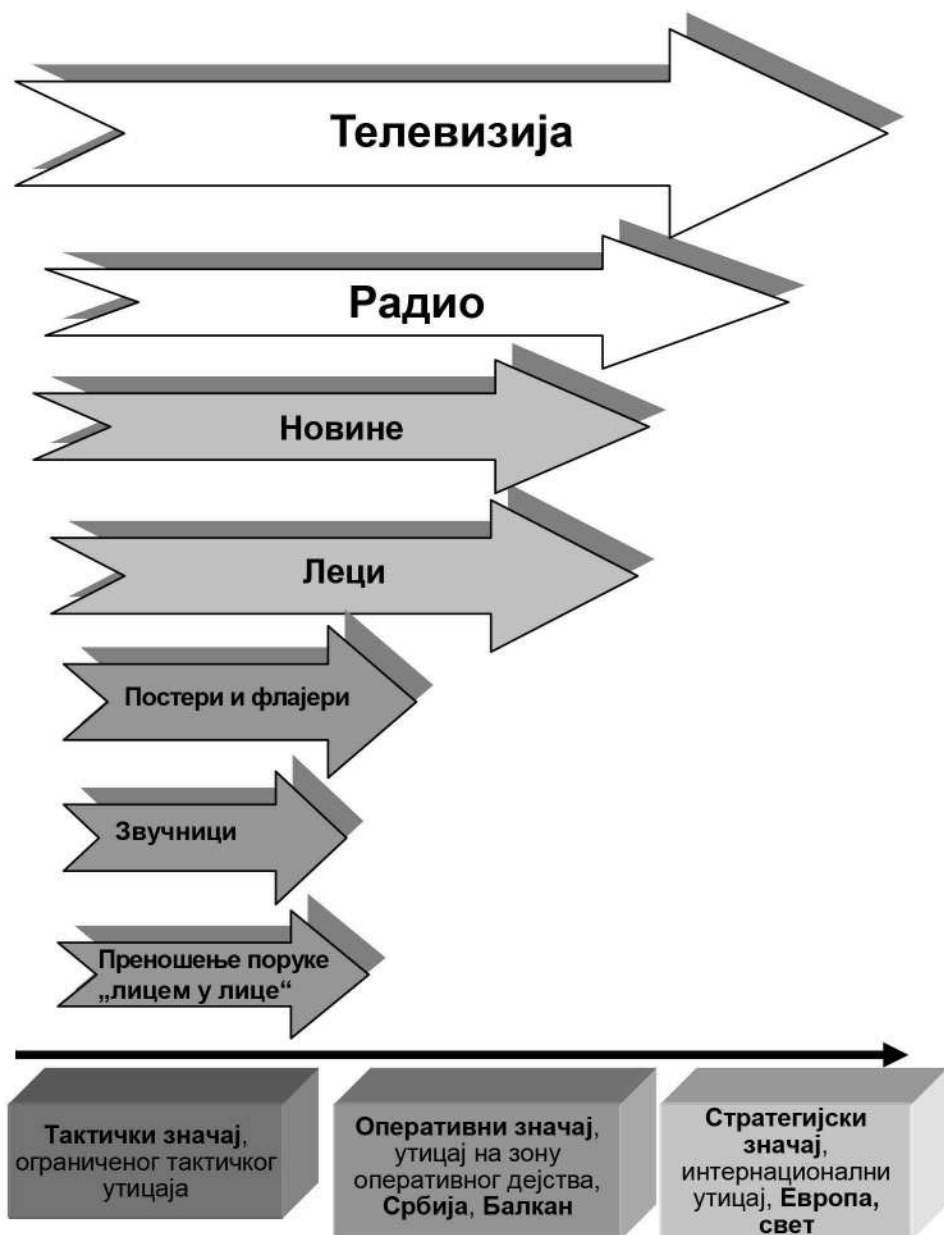 Телевизија
Радио
Новине
Леци
Постери и флајери
Звучници
Преношење поруке
„лицем у лице“
Тактички значај,
ограниченог тактичког
утицаја
Оперативни значај,
утицај на зону
оперативног дејства,
Србија, Балкан
Стратегијски
значај,
интернационални
утицај, Европа,
свет